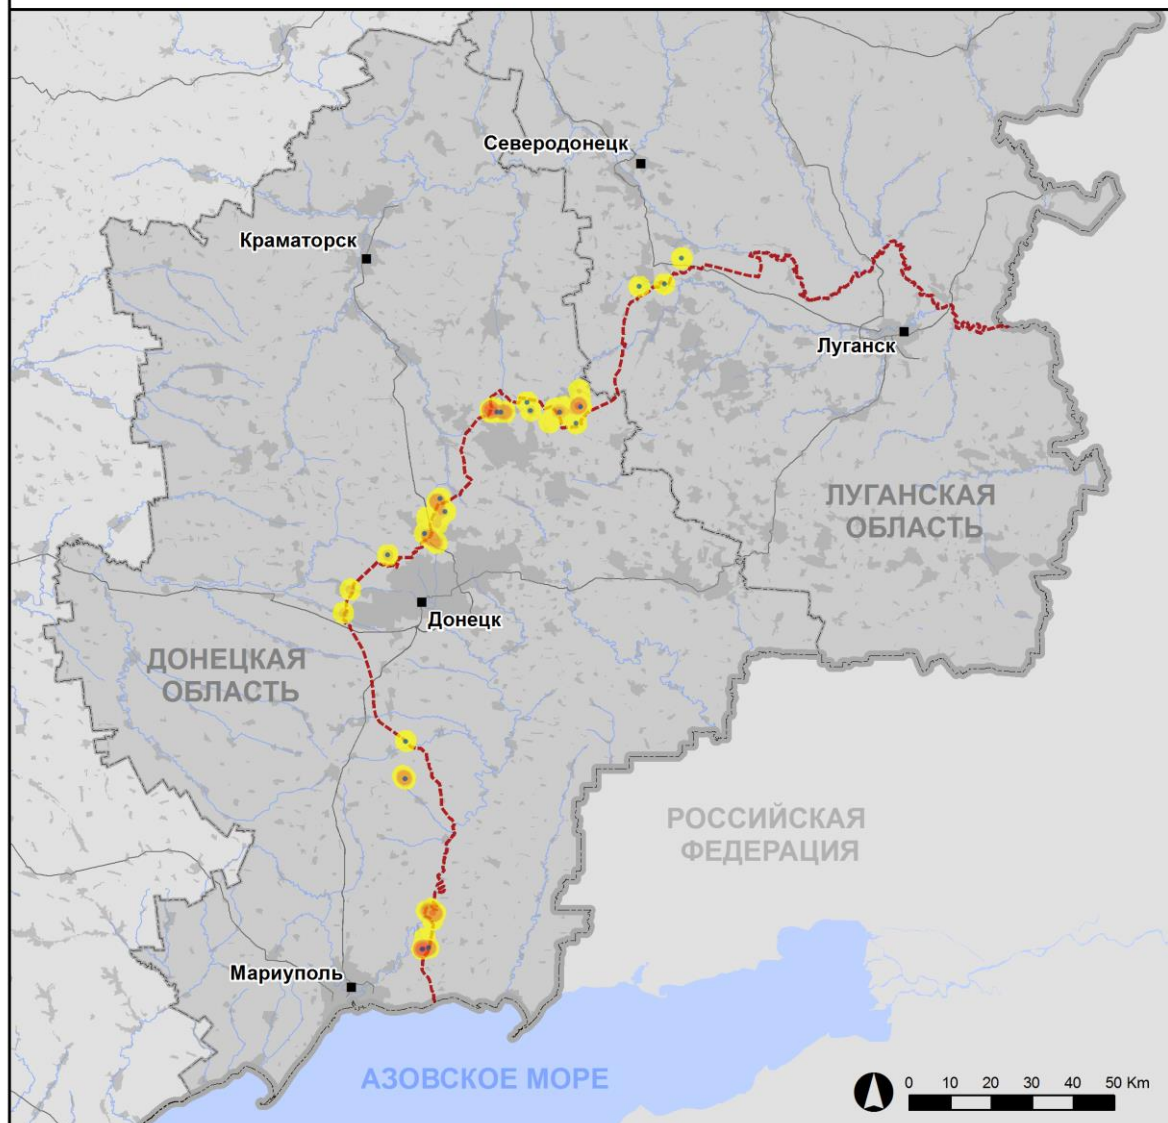 Северодонецк
Краматорск
Луганск
ЛУГАНСКАЯ
ОБЛАСТЬ
Донецк
ДОНЕЦКАЯ
ОБЛАСТЬ
РОССИЙСКАЯ
ФЕДЕРАЦИЯ
Мариуполь
АЗОВСКОЕ МОРЕ
0 10 20 30 40 50 Km